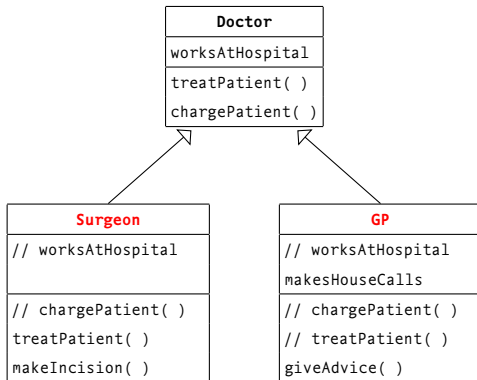 Doctor
worksAtHospital
treatPatient( )
chargePatient( )
Surgeon
// worksAtHospital
// chargePatient( )
treatPatient( )
makeIncision( )
GP
// worksAtHospital
makesHouseCalls
// chargePatient( )
// treatPatient( )
giveAdvice( )